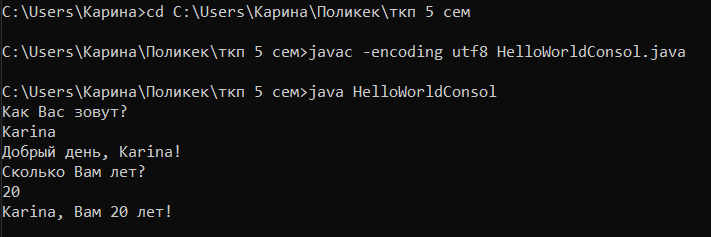 C:\Users\Карина>cd C:\Users\Карина\Поликек\ткп 5 сем
C:\Users\Карина\Поликек\ткп 5 сем>javac -encoding utf8 HelloWorldConsol.java
C:\Users\Карина\Поликек\ткп 5 сем>java HelloWorldConsol
Как Вас зовут?
Karina
Добрый день, Karina!
Сколько Вам лет?
20
Karina, Вам 20 лет!